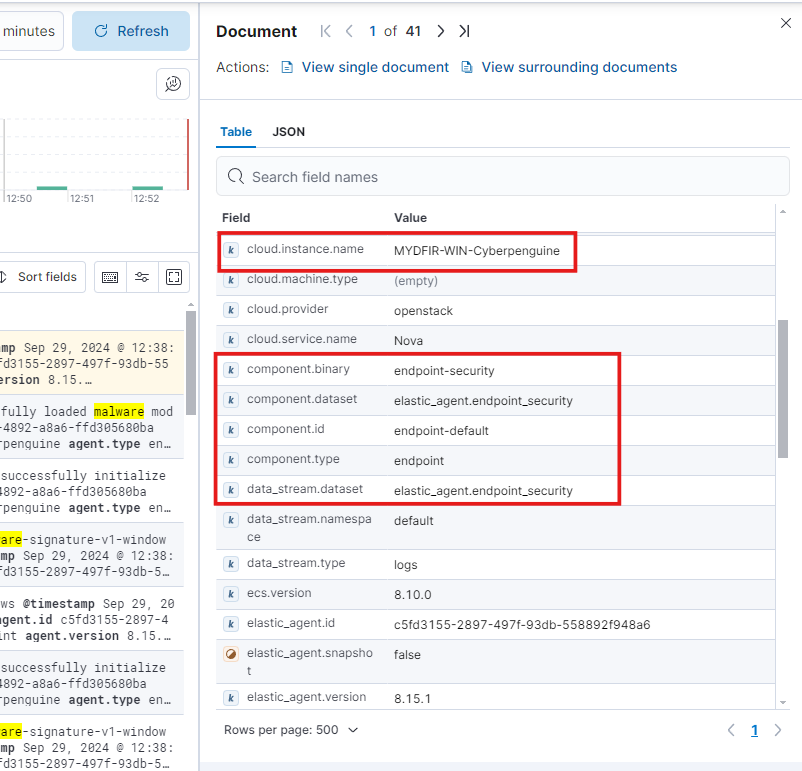 minutes
Refresh
12:50
12:51
12:52
Sort fields
mp Sep 29, 2024 @ 12:38:
fd3155-2897-497f-93db-55
ersion 8.15.…
fully loaded malware mod
-4892-a8a6-ffd305680ba
rpenguine agent.type en…
successfully initialize
4892-a8a6-ffd305680ba
rpenguine agent.type en…
are-signature-v1-window
mp Sep 29, 2024 @ 12:38:
fd3155-2897-497f-93db-5…
ws @timestamp Sep 29, 20
agent.id c5fd3155-2897-4
int agent.version 8.15.…
successfully initialize
4892-a8a6-ffd305680ba
rpenguine agent.type en…
are-signature-v1-window
mp Sep 29, 2024 @ 12:38:
fd3155-2897-497f-93db-5…
Document
1 of 41
Actions: View single document View surrounding documents
Table JSON
Search field names
Field Value
k cloud.instance.name MYDFIR-WIN-Cyberpenguine
k cloud.machine.type (empty)
k cloud.provider openstack
k cloud.service.name Nova
k component.binary endpoint-security
k component.dataset elastic_agent.endpoint_security
k component.id endpoint-default
k component.type endpoint
k data_stream.dataset elastic_agent.endpoint_security
k data_stream.namespa
ce default
k data_stream.type logs
k ecs.version 8.10.0
k elastic_agent.id c5fd3155-2897-497f-93db-558892f948a6
elastic_agent.snapsho
t false
k elastic_agent.version 8.15.1
Rows per page: 500
1